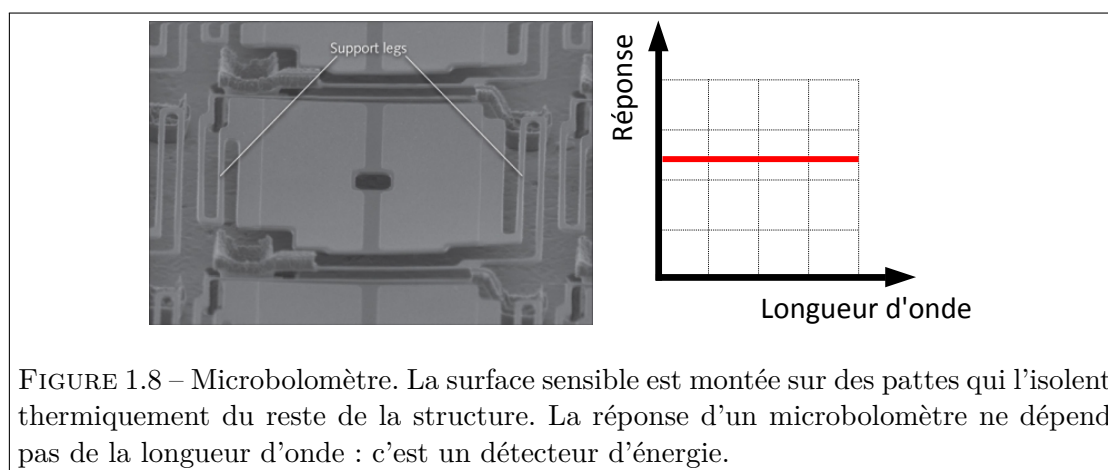 Support legs
Réponse
Longueur d'onde
FIGURE 1.8 – Microbolomètre. La surface sensible est montée sur des pattes qui l'isolent
thermiquement du reste de la structure. La réponse d'un microbolomètre ne dépend
pas de la longueur d'onde : c'est un détecteur d'énergie.